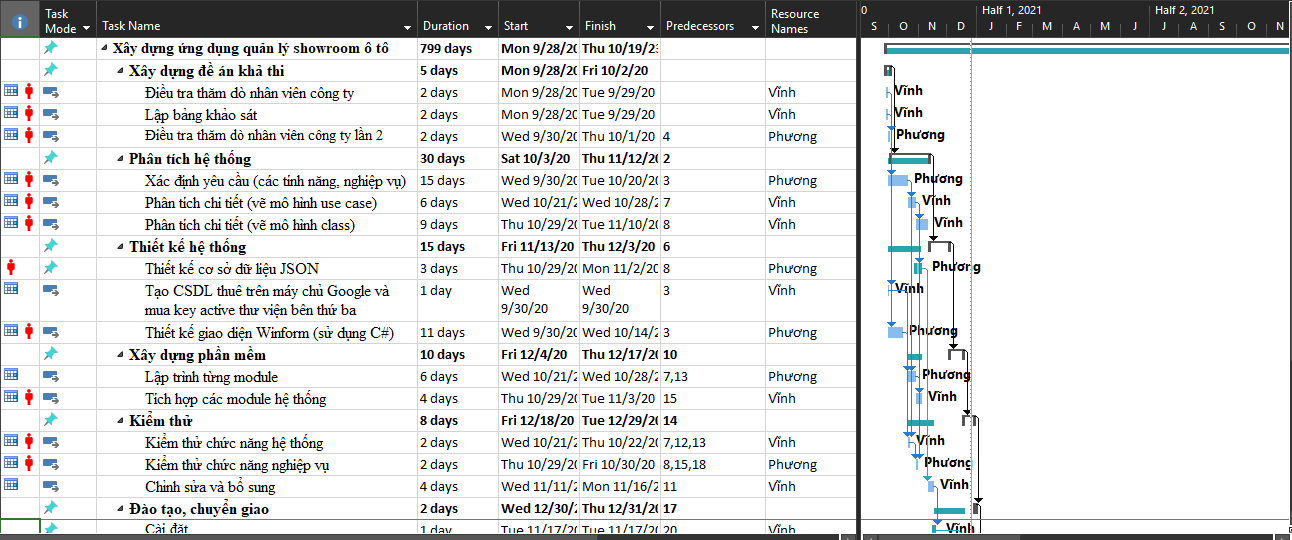 Task Mode Task Name Duration Start Finish Predecessors Resource Names
0 Half 1, 2021 Half 2, 2021
S O N D J F M A M J J A S O N
Xây dựng ứng dụng quản lý showroom ô tô 799 days Mon 9/28/20 Thu 10/19/23
Xây dựng đề án khả thi 5 days Mon 9/28/20 Fri 10/2/20
Điều tra thăm dò nhân viên công ty 2 days Mon 9/28/20 Tue 9/29/20 Vĩnh Vĩnh
Lập bảng khảo sát 2 days Mon 9/28/20 Tue 9/29/20 Vĩnh Vĩnh
Điều tra thăm dò nhân viên công ty lần 2 2 days Wed 9/30/20 Thu 10/1/20 4 Phương Phương
Phân tích hệ thống 30 days Sat 10/3/20 Thu 11/12/20 2
Xác định yêu cầu (các tính năng, nghiệp vụ) 15 days Wed 9/30/20 Tue 10/20/20 3 Phương Phương
Phân tích chi tiết (vẽ mô hình use case) 6 days Wed 10/21/2 Wed 10/28/2 7 Vĩnh Vĩnh
Phân tích chi tiết (vẽ mô hình class) 9 days Thu 10/29/20 Tue 11/10/20 8 Vĩnh Vĩnh
Thiết kế hệ thống 15 days Fri 11/13/20 Thu 12/3/20 6
Thiết kế cơ sở dữ liệu JSON 3 days Thu 10/29/20 Mon 11/2/20 8 Phương Phương
Tạo CSDL thuê trên máy chủ Google và mua key active thư viện bên thứ ba 1 day Wed 9/30/20 Wed 9/30/20 3 Vĩnh Vĩnh
Thiết kế giao diện Winform (sử dụng C#) 11 days Wed 9/30/20 Wed 10/14/2 3 Phương Phương
Xây dựng phần mềm 10 days Fri 12/4/20 Thu 12/17/20 10
Lập trình từng module 6 days Wed 10/21/2 Wed 10/28/2 7,13 Phương Phương
Tích hợp các module hệ thống 4 days Thu 10/29/20 Tue 11/3/20 15 Vĩnh Vĩnh
Kiểm thử 8 days Fri 12/18/20 Tue 12/29/20 14
Kiểm thử chức năng hệ thống 2 days Wed 10/21/2 Thu 10/22/20 7,12,13 Vĩnh Vĩnh
Kiểm thử chức năng nghiệp vụ 2 days Thu 10/29/20 Fri 10/30/20 8,15,18 Phương Phương
Chỉnh sửa và bổ sung 4 days Wed 11/11/2 Mon 11/16/2 11 Vĩnh Vĩnh
Đào tạo, chuyển giao 2 days Wed 12/30/ Thu 12/31/20 17
Cài đặt 1 day Tue 11/17/20 Tue 11/17/20 20 Vĩnh Vĩnh